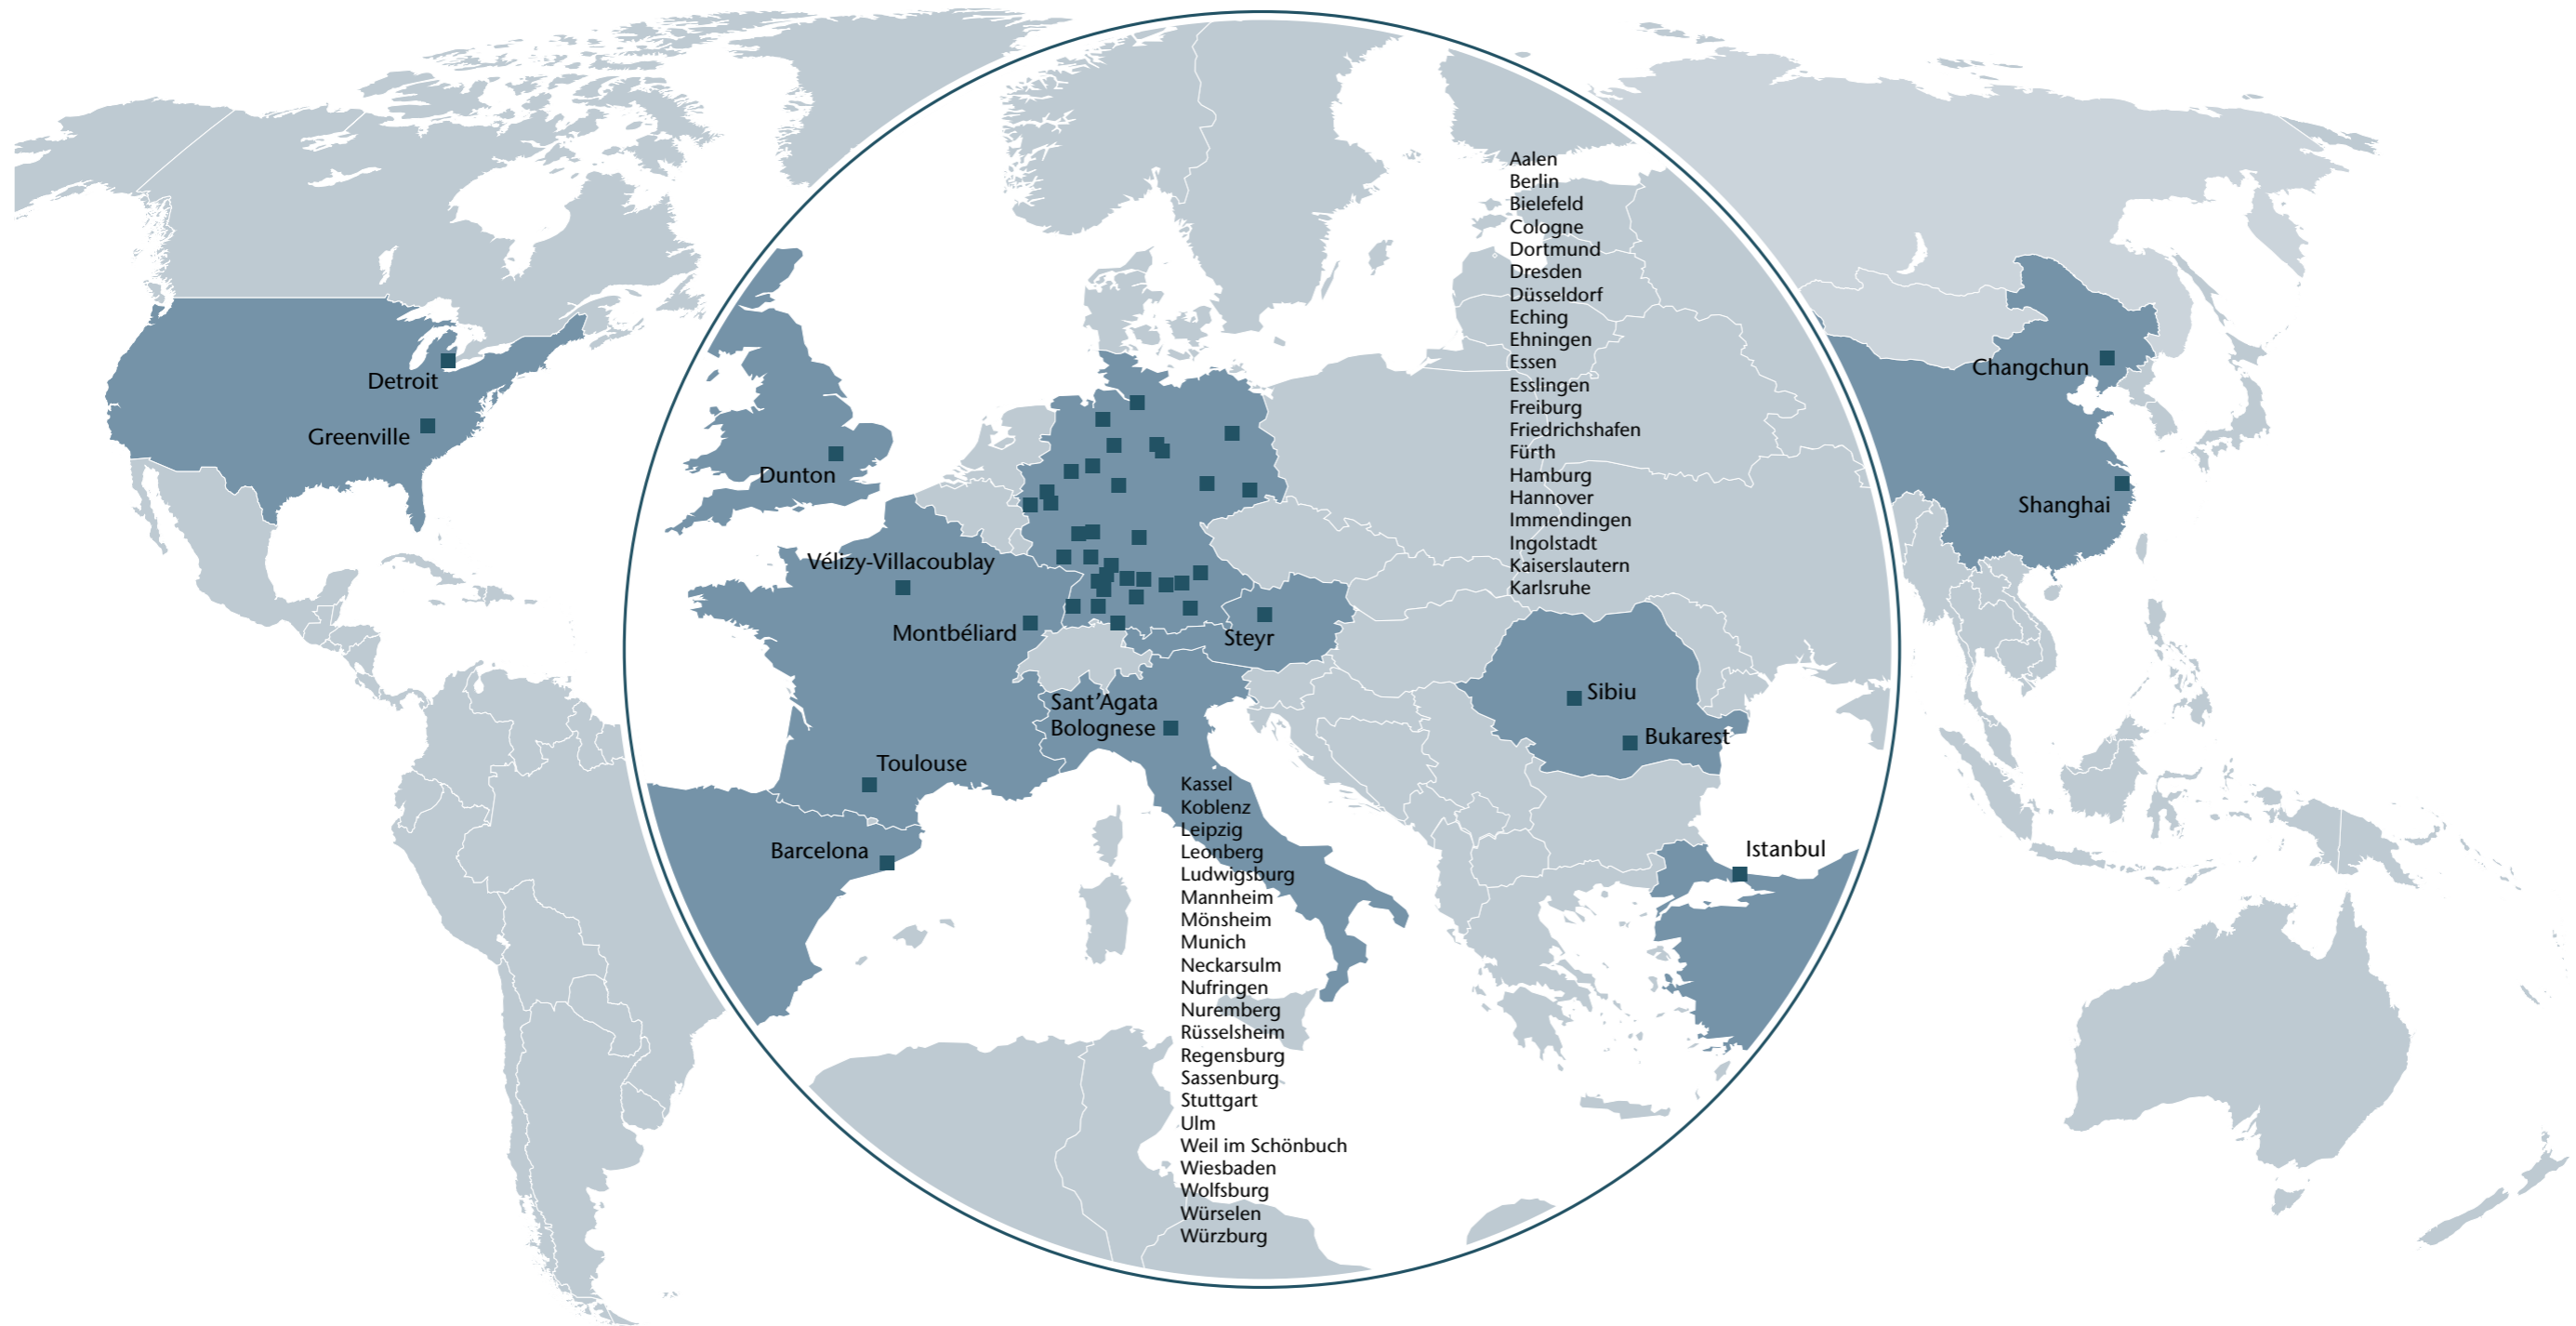 Detroit
Greenville
Dunton
Vélizy-Villacoublay
Montbéliard
Toulouse
Barcelona
Sant’Agata
Bolognese
Steyr
Sibiu
Bukarest
Istanbul
Changchun
Shanghai
Aalen
Berlin
Bielefeld
Cologne
Dortmund
Dresden
Düsseldorf
Eching
Ehningen
Essen
Esslingen
Freiburg
Friedrichshafen
Fürth
Hamburg
Hannover
Immendingen
Ingolstadt
Kaiserslautern
Karlsruhe
Kassel
Koblenz
Leipzig
Leonberg
Ludwigsburg
Mannheim
Mönsheim
Munich
Neckarsulm
Nufringen
Nuremberg
Rüsselsheim
Regensburg
Sassenburg
Stuttgart
Ulm
Weil im Schönbuch
Wiesbaden
Wolfsburg
Würselen
Würzburg